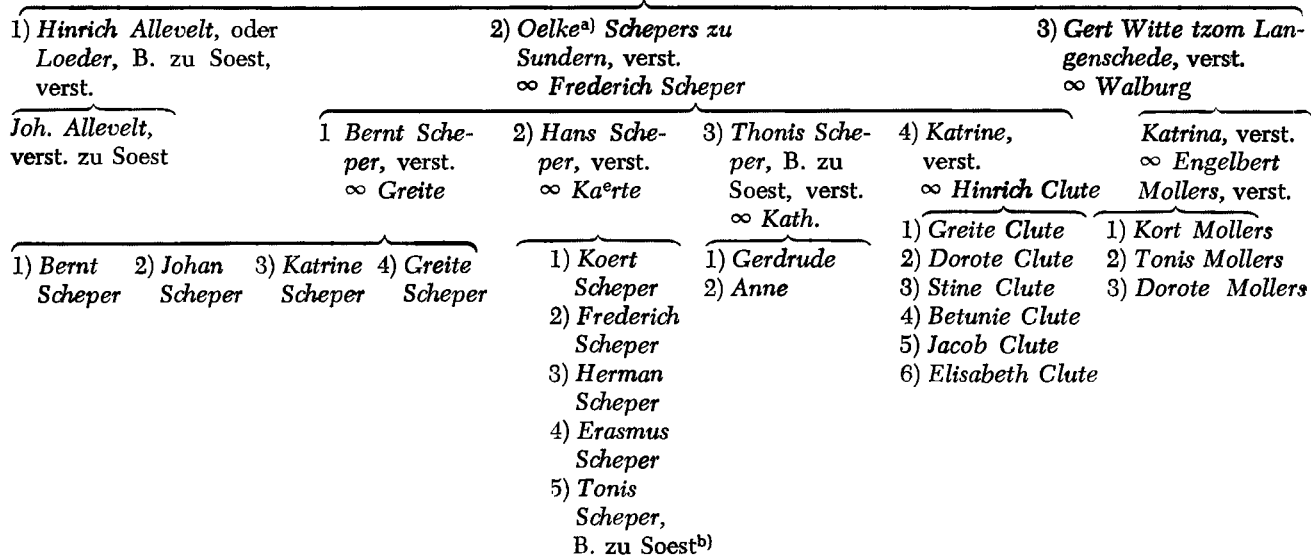 1) Hinrich Allevelt, oder
Loeder, B. zu Soest,
verst.
2) Oelkeᵃ⁾ Schepers zu
Sundern, verst.
∞ Frederich Scheper
3) Gert Witte tzom Lan-
genschede, verst.
∞ Walburg
Joh. Allevelt,
verst. zu Soest
1 Bernt Sche-
per, verst.
∞ Greite
2) Hans Sche-
per, verst.
∞ Kaᵉrte
3) Thonis Sche-
per, B. zu
Soest, verst.
∞ Kath.
4) Katrine,
verst.
∞ Hinrich Clute
Katrina, verst.
∞ Engelbert
Mollers, verst.
1) Bernt
Scheper
2) Johan
Scheper
3) Katrine
Scheper
4) Greite
Scheper
1) Koert
Scheper
2) Frederich
Scheper
3) Herman
Scheper
4) Erasmus
Scheper
5) Tonis
Scheper,
B. zu Soestᵇ⁾
1) Gerdrude
2) Anne
1) Greite Clute
2) Dorote Clute
3) Stine Clute
4) Betunie Clute
5) Jacob Clute
6) Elisabeth Clute
1) Kort Mollers
2) Tonis Mollers
3) Dorote Mollers